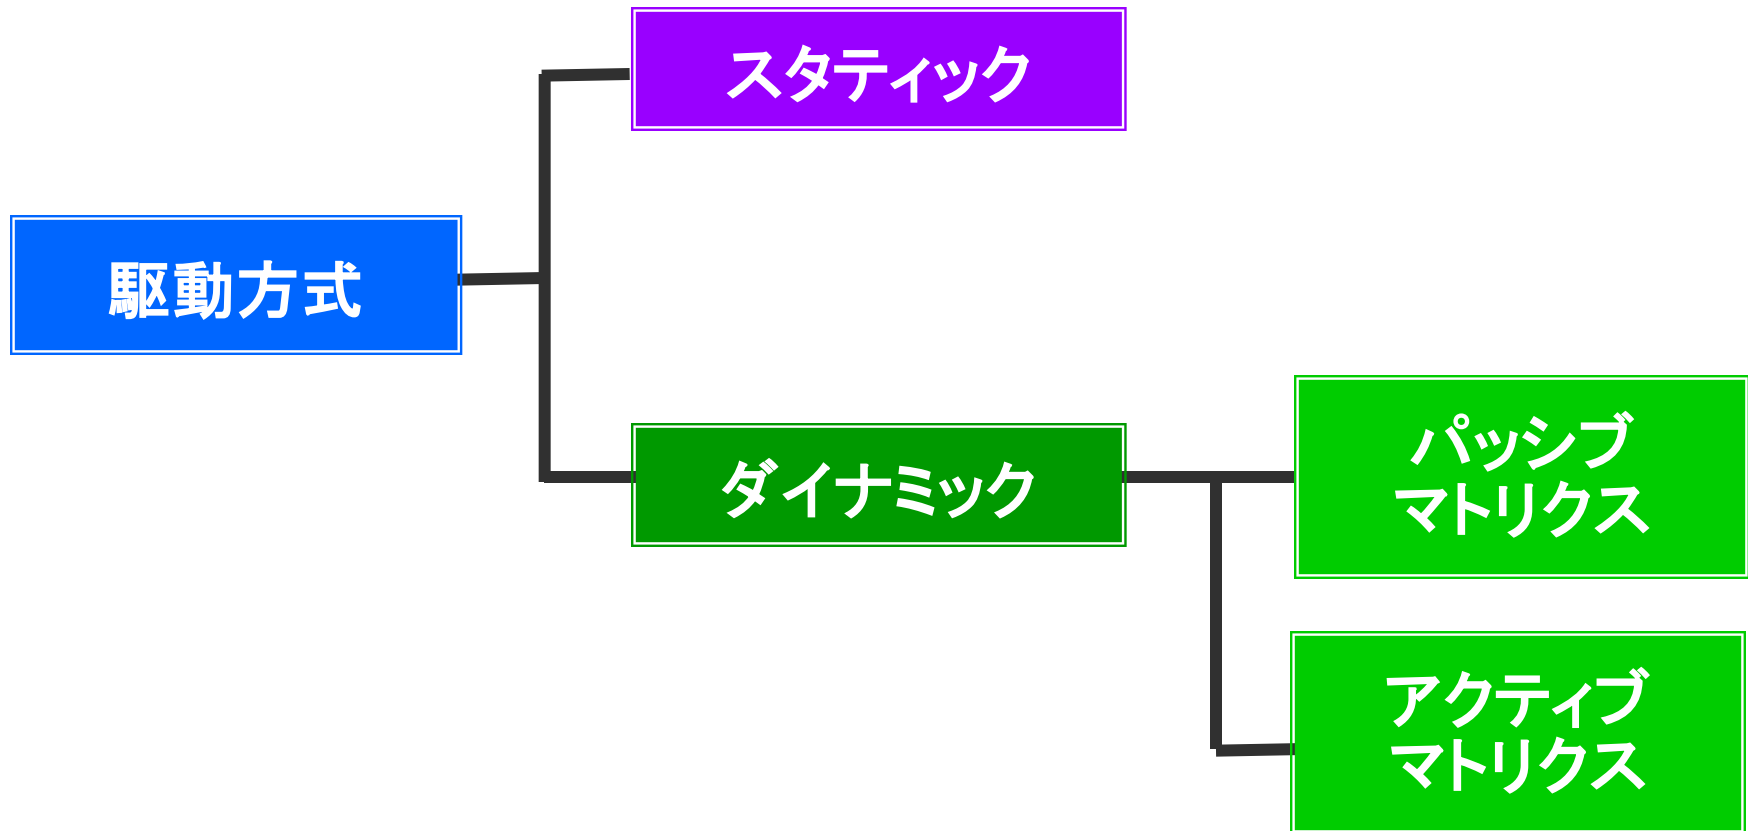 スタティック
駆動方式
ダイナミック
パッシブ
マトリクス
アクティブ
マトリクス